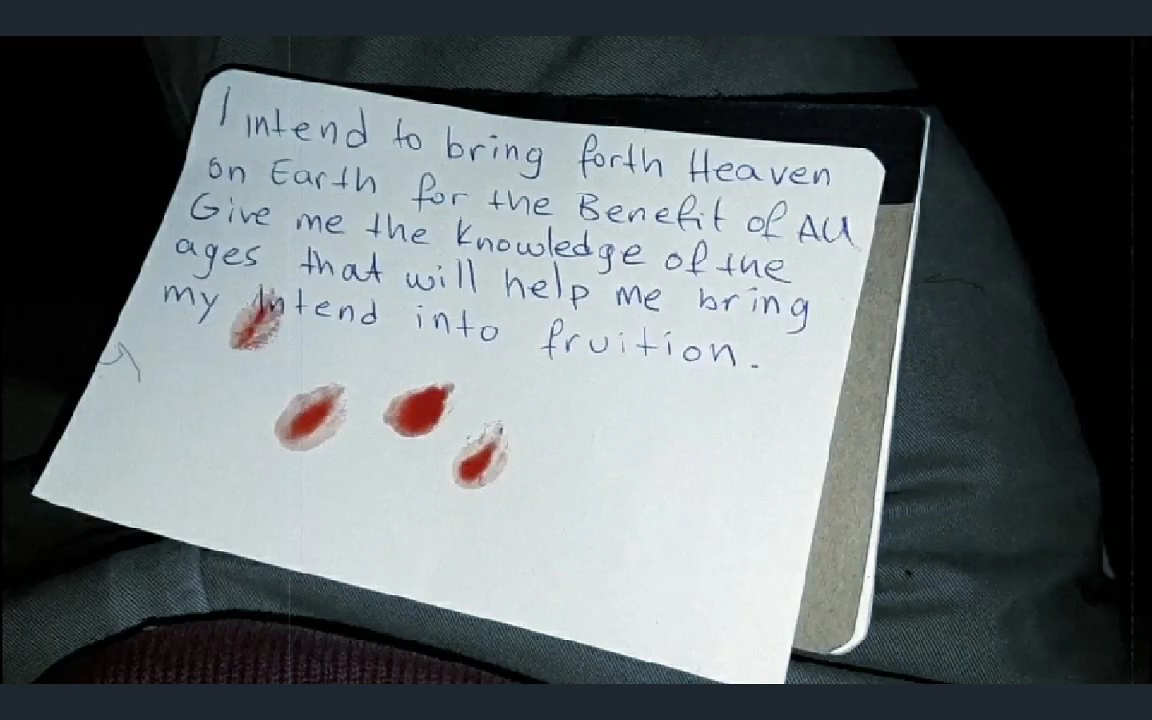 I intend to bring forth Heaven
on Earth for the Benefit of All
Give me the knowledge of the
ages that will help me bring
my Intend into fruition.